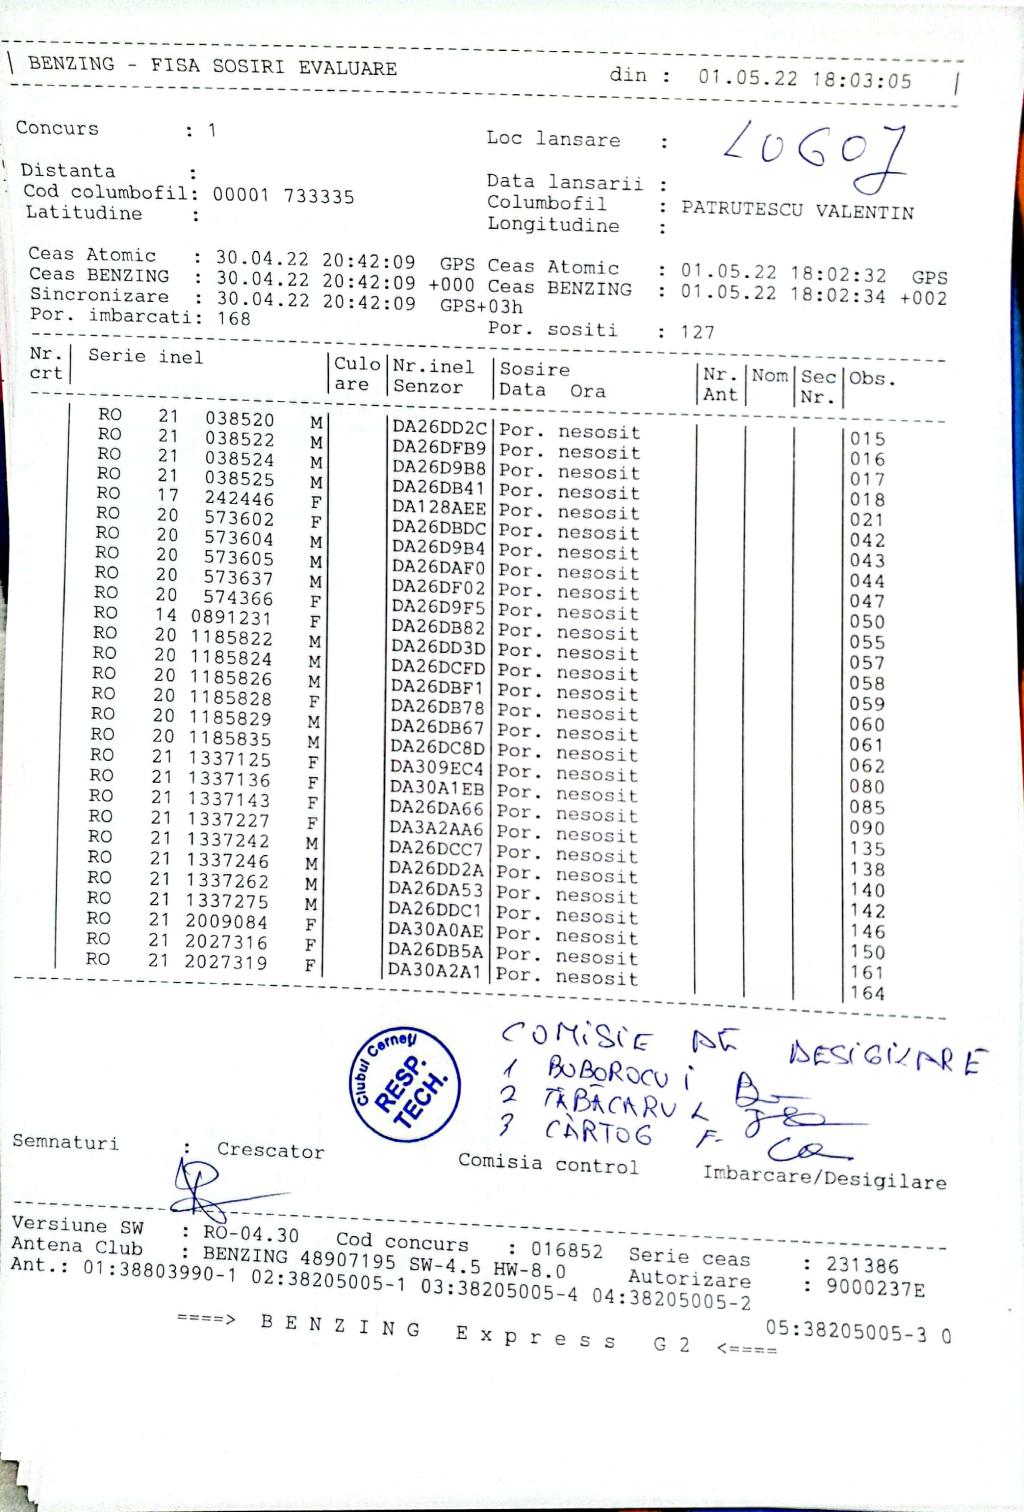 BENZING - FISA SOSIRI EVALUARE din : 01.05.22 18:03:05
Concurs : 1 Loc lansare : LUGOJ
Distanta : Data lansarii :
Cod columbofil: 00001 733335 Columbofil : PATRUTESCU VALENTIN
Latitudine : Longitudine :
Ceas Atomic : 30.04.22 20:42:09 GPS Ceas Atomic : 01.05.22 18:02:32 GPS
Ceas BENZING : 30.04.22 20:42:09 +000 Ceas BENZING : 01.05.22 18:02:34 +002
Sincronizare : 30.04.22 20:42:09 GPS+03h
Por. imbarcati: 168 Por. sositi : 127
Nr. Serie inel Culo Nr.inel Sosire Nr. Nom Sec Obs.
crt are Senzor Data Ora Ant Nr.
RO 21 038520 M DA26DD2C Por. nesosit 015
RO 21 038522 M DA26DFB9 Por. nesosit 016
RO 21 038524 M DA26D9B8 Por. nesosit 017
RO 21 038525 M DA26DB41 Por. nesosit 018
RO 17 242446 F DA128AEE Por. nesosit 021
RO 20 573602 F DA26DBDC Por. nesosit 042
RO 20 573604 M DA26D9B4 Por. nesosit 043
RO 20 573605 M DA26DAF0 Por. nesosit 044
RO 20 573637 M DA26DF02 Por. nesosit 047
RO 20 574366 F DA26D9F5 Por. nesosit 050
RO 14 0891231 F DA26DB82 Por. nesosit 055
RO 20 1185822 M DA26DD3D Por. nesosit 057
RO 20 1185824 M DA26DCFD Por. nesosit 058
RO 20 1185826 M DA26DBF1 Por. nesosit 059
RO 20 1185828 F DA26DB78 Por. nesosit 060
RO 20 1185829 M DA26DB67 Por. nesosit 061
RO 20 1185835 M DA26DC8D Por. nesosit 062
RO 21 1337125 F DA309EC4 Por. nesosit 080
RO 21 1337136 F DA30A1EB Por. nesosit 085
RO 21 1337143 F DA26DA66 Por. nesosit 090
RO 21 1337227 F DA3A2AA6 Por. nesosit 135
RO 21 1337242 M DA26DCC7 Por. nesosit 138
RO 21 1337246 M DA26DD2A Por. nesosit 140
RO 21 1337262 M DA26DA53 Por. nesosit 142
RO 21 1337275 M DA26DDC1 Por. nesosit 146
RO 21 2009084 F DA30A0AE Por. nesosit 150
RO 21 2027316 F DA26DB5A Por. nesosit 161
RO 21 2027319 F DA30A2A1 Por. nesosit 164
Clubul Cerneți
RESP.
TECH.
COMISIE DE DESIGILARE
1 BOBOROCU i
2 TĂBĂCARU L
3 CÂRTOG F.
Semnaturi : Crescator Comisia control Imbarcare/Desigilare
Versiune SW : RO-04.30 Cod concurs : 016852 Serie ceas : 231386
Antena Club : BENZING 48907195 SW-4.5 HW-8.0 Autorizare : 9000237E
Ant.: 01:38803990-1 02:38205005-1 03:38205005-4 04:38205005-2
05:38205005-3 0
====> B E N Z I N G E x p r e s s G 2 <====